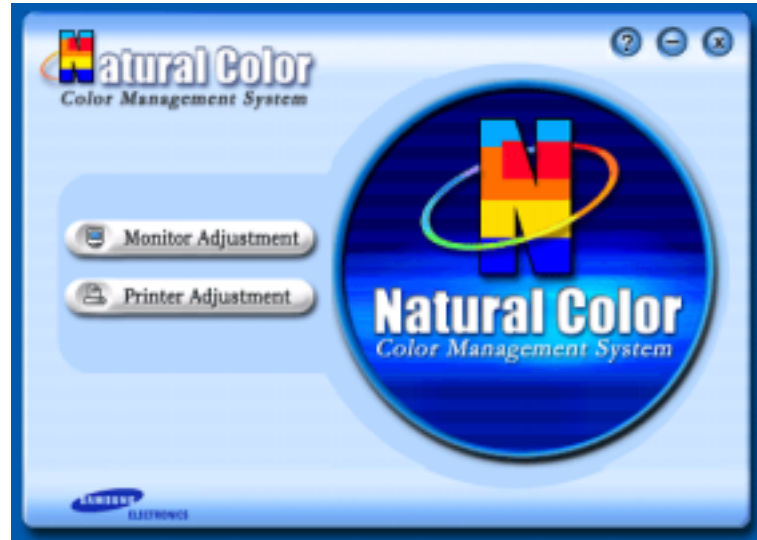 Natural Color
Color Management System
?
x
Monitor Adjustment
Printer Adjustment
N
Natural Color
Color Management System
SAMSUNG
ELECTRONICS